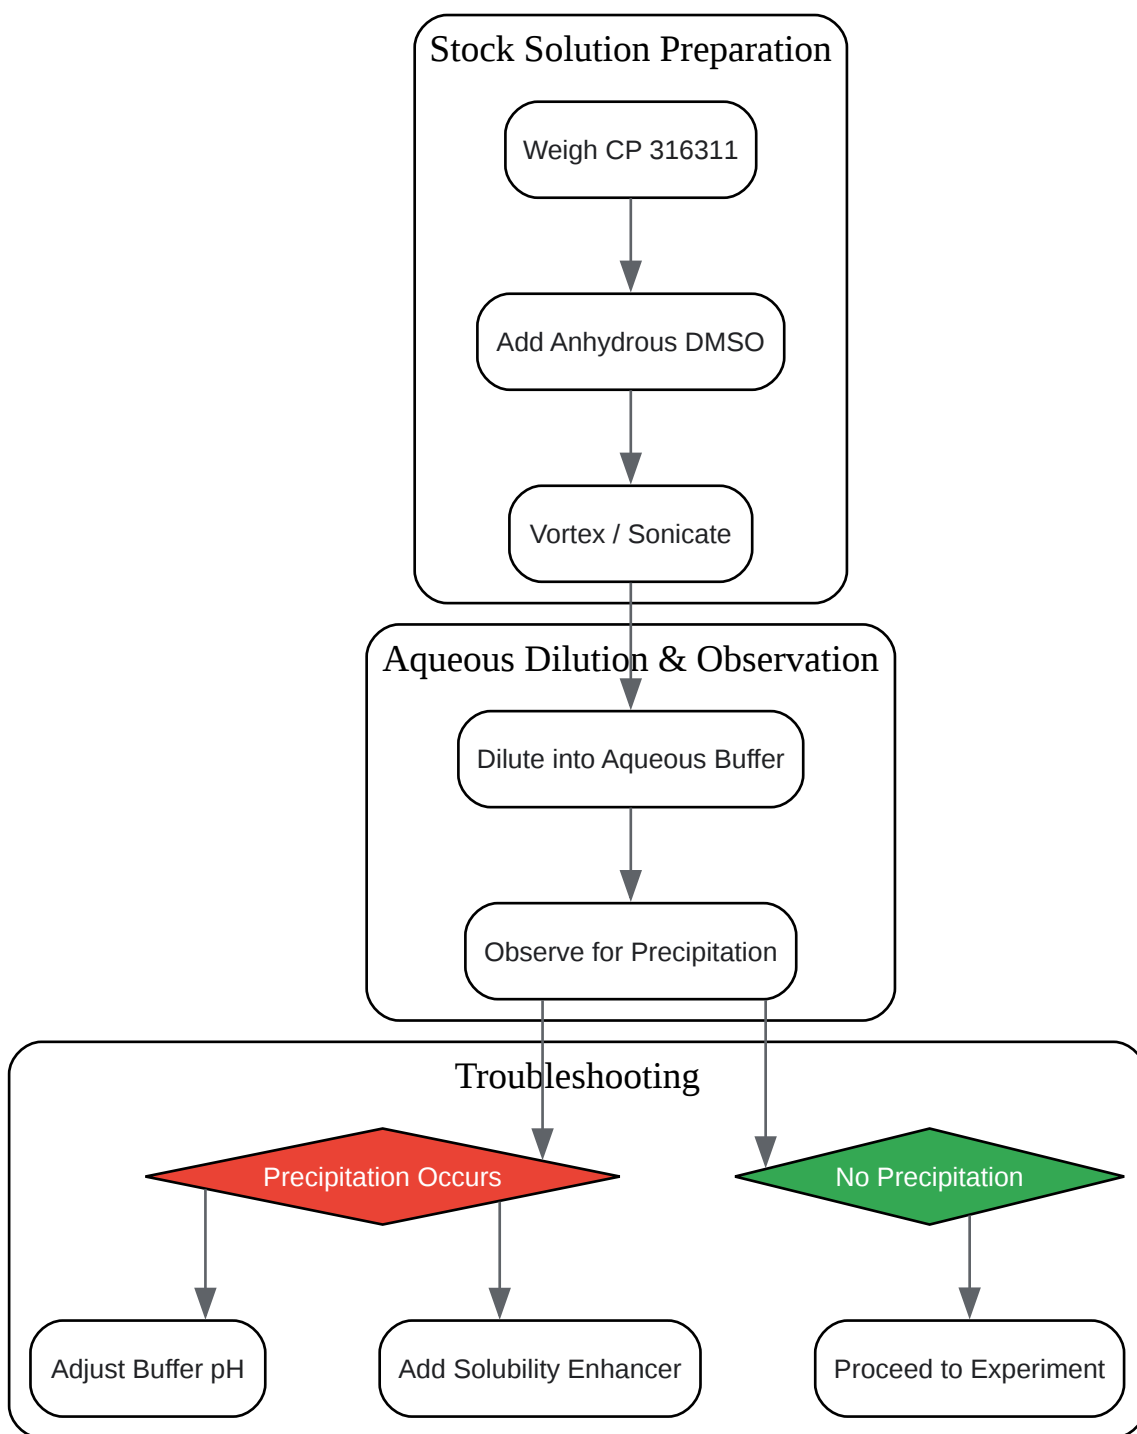 Stock Solution Preparation
Weigh CP 316311
Add Anhydrous DMSO
Vortex / Sonicate
Aqueous Dilution & Observation
Dilute into Aqueous Buffer
Observe for Precipitation
Troubleshooting
Precipitation Occurs
No Precipitation
Adjust Buffer pH
Add Solubility Enhancer
Proceed to Experiment